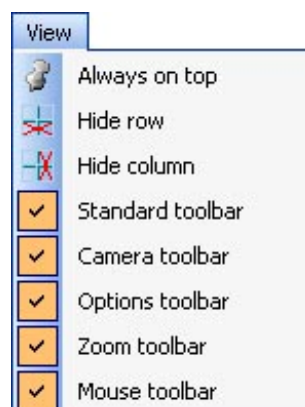 View
Always on top
Hide row
Hide column
Standard toolbar
Camera toolbar
Options toolbar
Zoom toolbar
Mouse toolbar